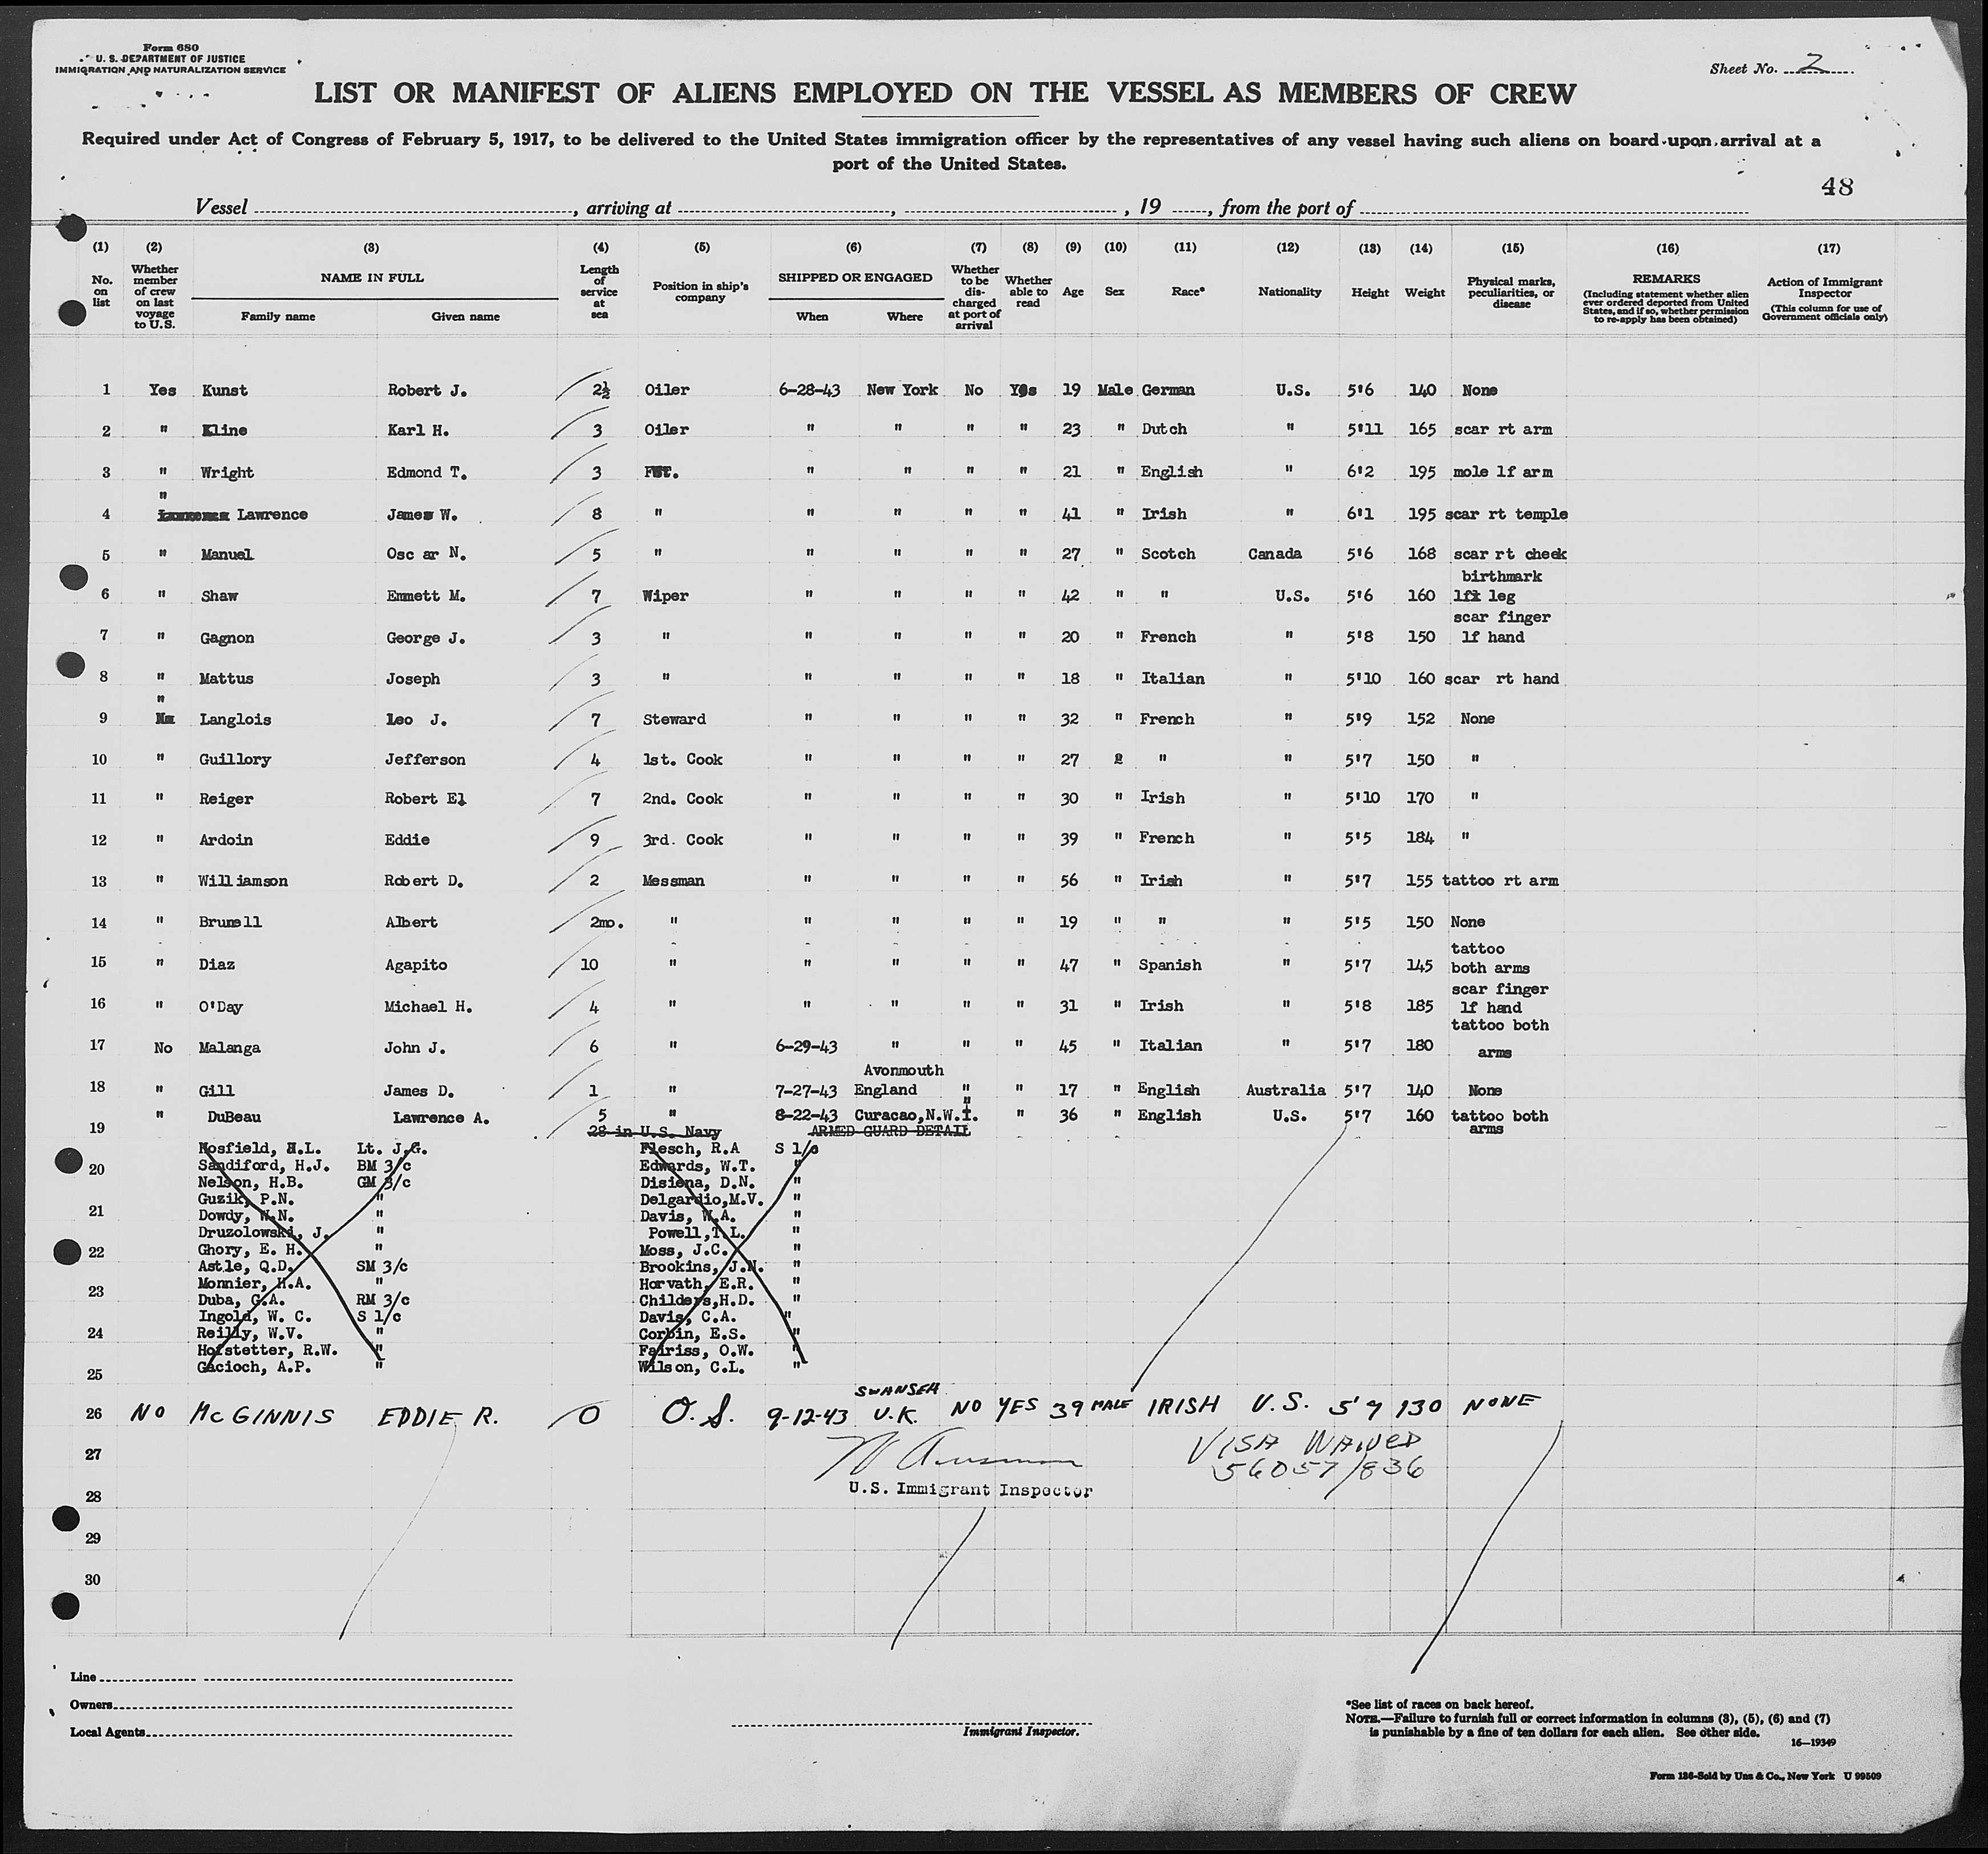 Form 680
U. S. DEPARTMENT OF JUSTICE
IMMIGRATION AND NATURALIZATION SERVICE
Sheet No. 2
LIST OR MANIFEST OF ALIENS EMPLOYED ON THE VESSEL AS MEMBERS OF CREW
Required under Act of Congress of February 5, 1917, to be delivered to the United States immigration officer by the representatives of any vessel having such aliens on board upon arrival at a
port of the United States.
48
Vessel , arriving at , , 19 , from the port of
(1) (2) (3) (4) (5) (6) (7) (8) (9) (10) (11) (12) (13) (14) (15) (16) (17)
No. on list Whether member of crew on last voyage to U.S. NAME IN FULL Family name Given name Length of service at sea Position in ship's company SHIPPED OR ENGAGED When Where Whether to be discharged at port of arrival Whether able to read Age Sex Race* Nationality Height Weight Physical marks, peculiarities, or disease REMARKS (Including statement whether alien ever ordered deported from United States, and if so, whether permission to re-apply has been obtained) Action of Immigrant Inspector (This column for use of Government officials only)
1 Yes Kunst Robert J. 2½ Oiler 6-28-43 New York No Yes 19 Male German U.S. 5'6 140 None
2 " Kline Karl H. 3 Oiler " " " " 23 " Dutch " 5'11 165 scar rt arm
3 " Wright Edmond T. 3 " " " " 21 " English " 6'2 195 mole lf arm
4 " Lawrence James W. 8 " " " " " 41 " Irish " 6'1 195 scar rt temple
5 " Manuel Osc ar N. 5 " " " " " 27 " Scotch Canada 5'6 168 scar rt cheek
birthmark
6 " Shaw Emmett M. 7 Wiper " " " " 42 " " U.S. 5'6 160 leg
scar finger
7 " Gagnon George J. 3 " " " " " 20 " French " 5'8 150 lf hand
8 " Mattus Joseph 3 " " " " " 18 " Italian " 5'10 160 scar rt hand
9 " Langlois Leo J. 7 Steward " " " " 32 " French " 5'9 152 None
10 " Guillory Jefferson 4 1st. Cook " " " " 27 " " " 5'7 150 "
11 " Reiger Robert El 7 2nd. Cook " " " " 30 " Irish " 5'10 170 "
12 " Ardoin Eddie 9 3rd. Cook " " " " 39 " French " 5'5 184 "
13 " Williamson Robert D. 2 Messman " " " " 56 " Irish " 5'7 155 tattoo rt arm
14 " Brunell Albert 2mo. " " " " " 19 " " " 5'5 150 None
tattoo
15 " Diaz Agapito 10 " " " " " 47 " Spanish " 5'7 145 both arms
scar finger
16 " O'Day Michael H. 4 " " " " " 31 " Irish " 5'8 185 lf hand
tattoo both
17 No Malanga John J. 6 " 6-29-43 " " " 45 " Italian " 5'7 180 arms
Avonmouth
18 " Gill James D. 1 " 7-27-43 England " " 17 " English Australia 5'7 140 None
19 " DuBeau Lawrence A. 5 " 8-22-43 Curacao,N.W.I. " " 36 " English U.S. 5'7 160 tattoo both
arms
28 in U.S. Navy ARMED GUARD DETAIL
Hosfield, H.L. Lt. J.G. Flesch, R.A S 1/c
20 Sandiford, H.J. BM 3/c Edwards, W.T. "
Nelson, H.B. GM 3/c Disiena, D.N. "
Guzik, P.N. " Delgardio,M.V. "
21 Dowdy, W.N. " Davis, W.A. "
Druzolowski, J. " Powell,T.L. "
22 Ghory, E. H. " Moss, J.C. "
Astle, Q.D. SM 3/c Brookins, J.N. "
Monnier, H.A. " Horvath, E.R. "
23 Duba, G.A. RM 3/c Childers,H.D. "
Ingold, W. C. S 1/c Davis, C.A. "
24 Reilly, W.V. " Corbin, E.S. "
Hofstetter, R.W. " Fairiss, O.W. "
25 Gacioch, A.P. " Wilson, C.L. "
SWANSEA
26 NO McGINNIS EDDIE R. 0 O.S. 9-12-43 U.K. NO YES 39 MALE IRISH U.S. 5'7 130 NONE
27 VISA WAIVED
56057/836
28 U.S. Immigrant Inspector
29
30
Line
Owners
Local Agents
Immigrant Inspector.
*See list of races on back hereof.
NOTE.—Failure to furnish full or correct information in columns (3), (5), (6) and (7)
is punishable by a fine of ten dollars for each alien. See other side.
16—19349
Form 136-Sold by Unz & Co., New York U 99509